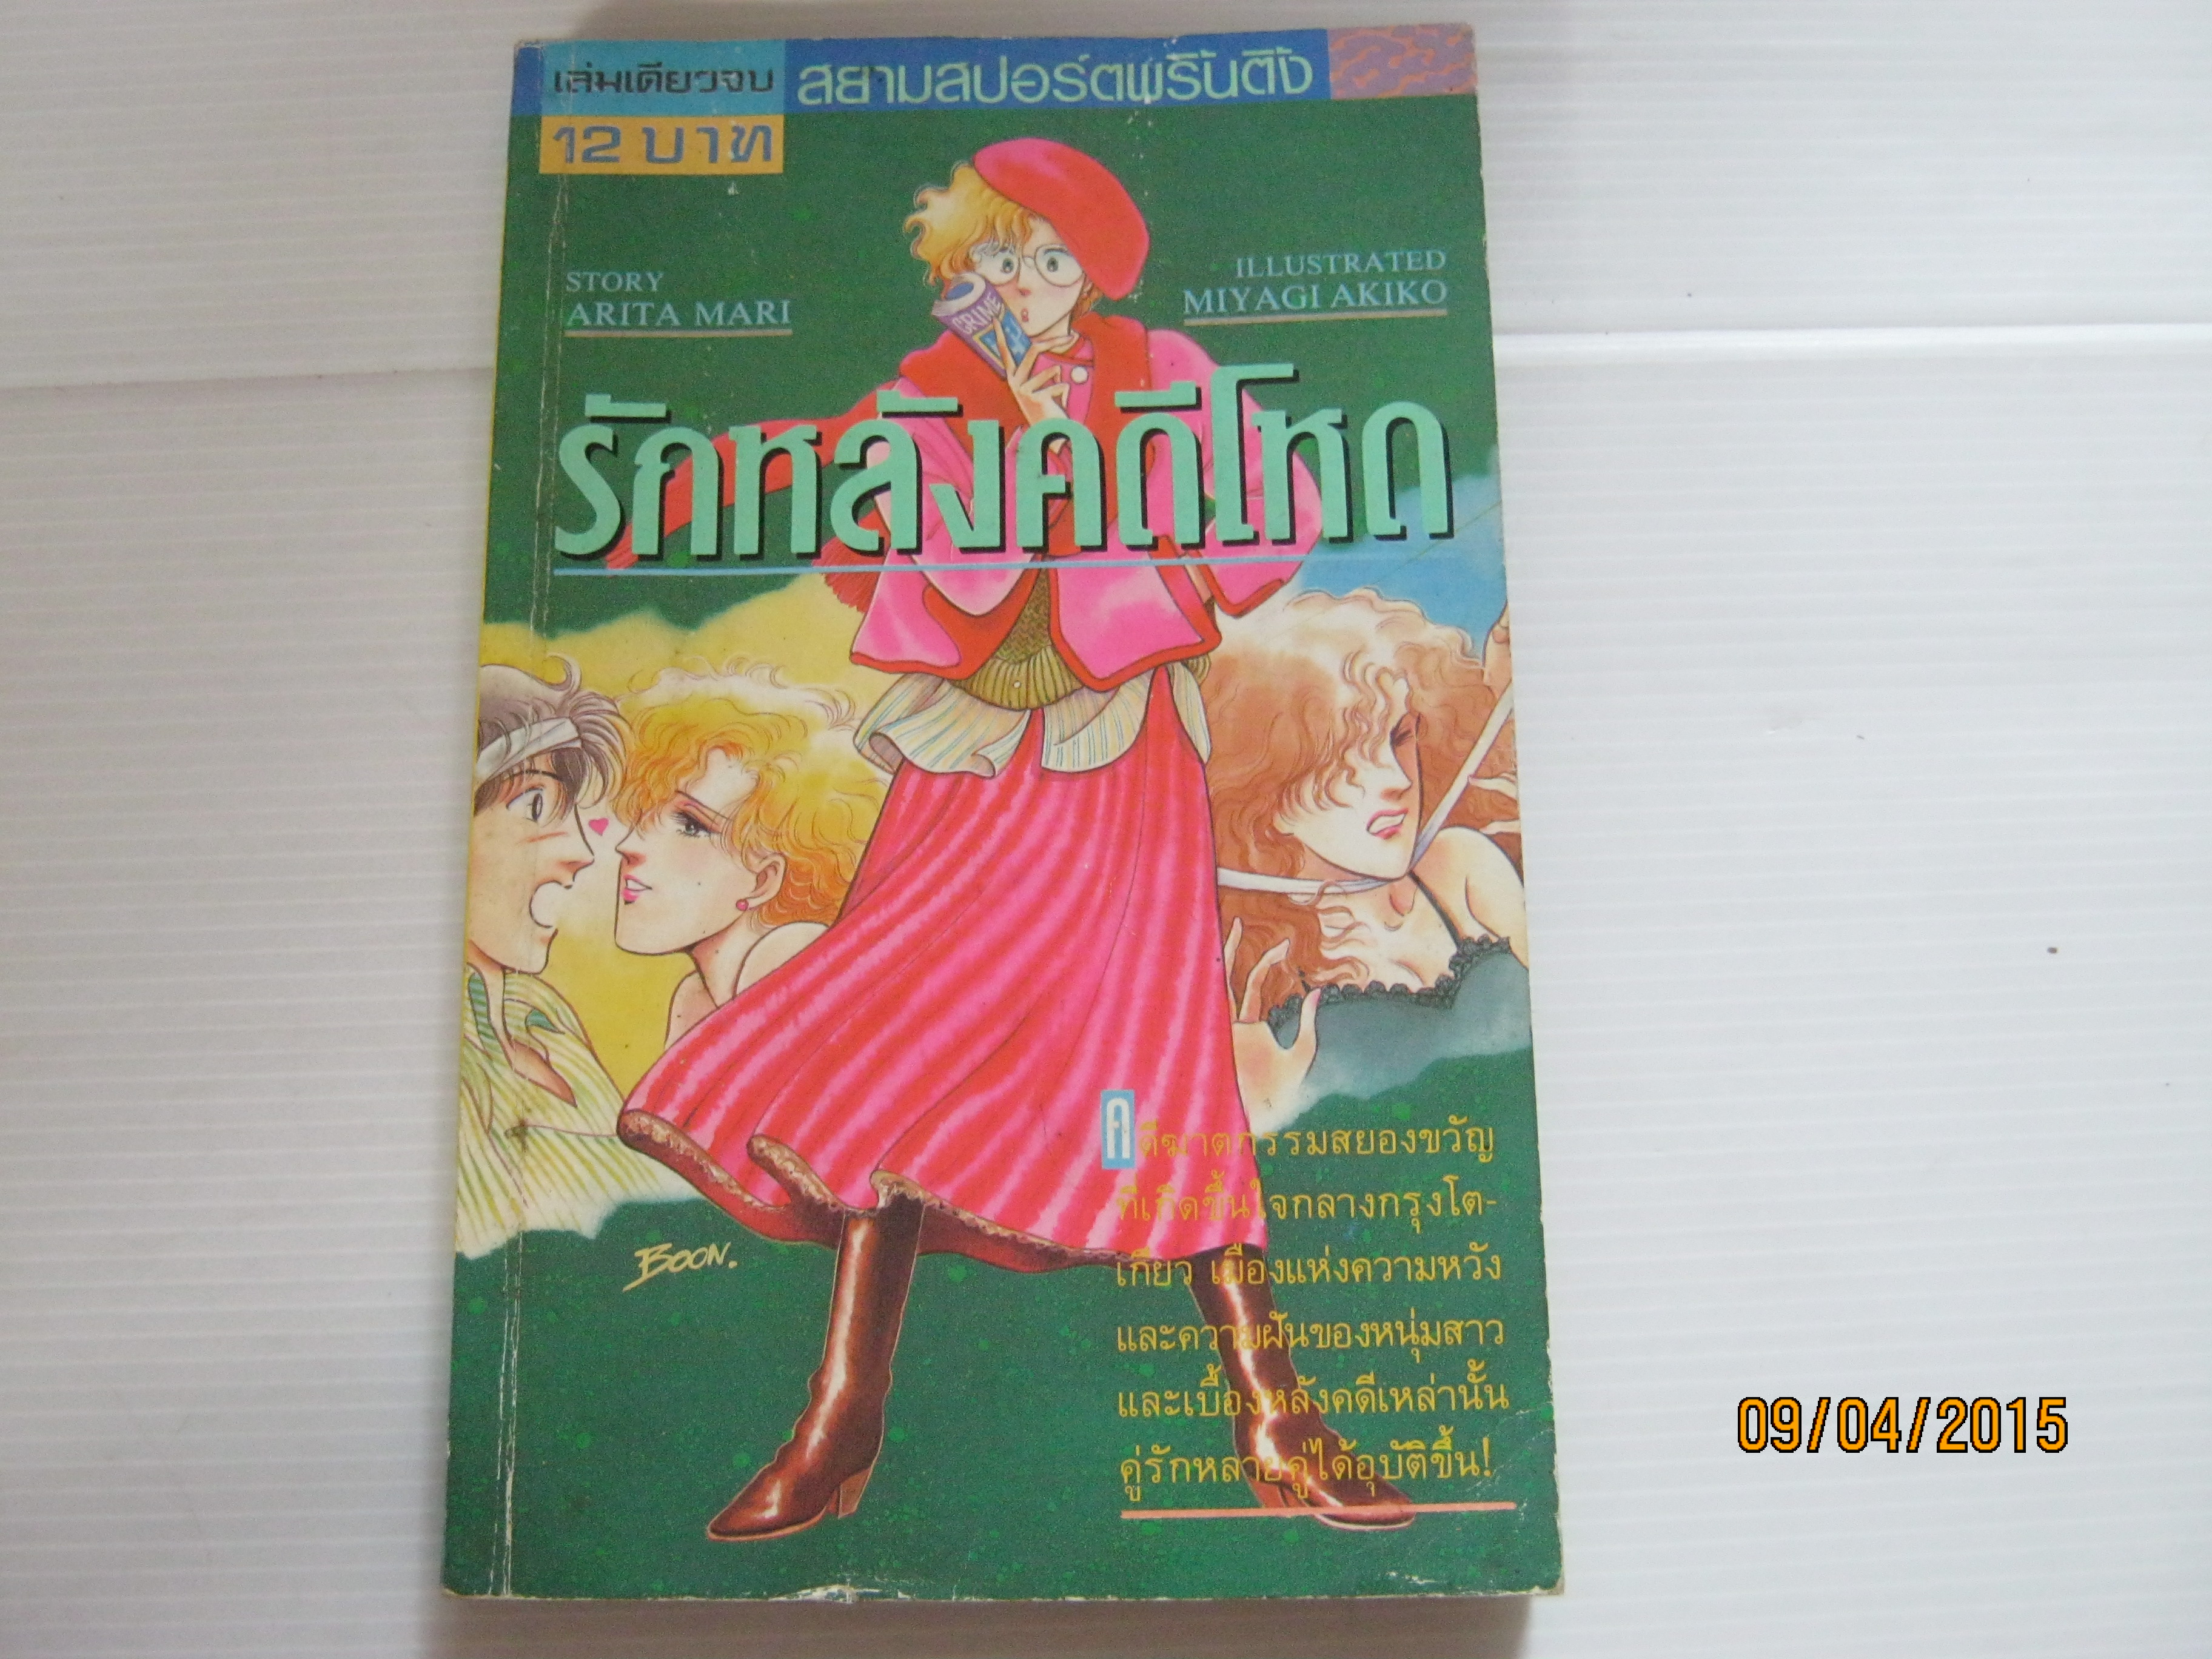 เล่มเดียวจบ
สยามสปอร์ตพริ้นติ้ง
12 บาท
STORY
ARITA MARI
ILLUSTRATED
MIYAGI AKIKO
CRIME
รักหลังคดีโหด
คดีฆาตกรรมสยองขวัญ
ที่เกิดขึ้นใจกลางกรุงโต-
เกียว เมืองแห่งความหวัง
และความฝันของหนุ่มสาว
และเบื้องหลังคดีเหล่านั้น
คู่รักหลายคู่ได้อุบัติขึ้น!
BOON.
09/04/2015